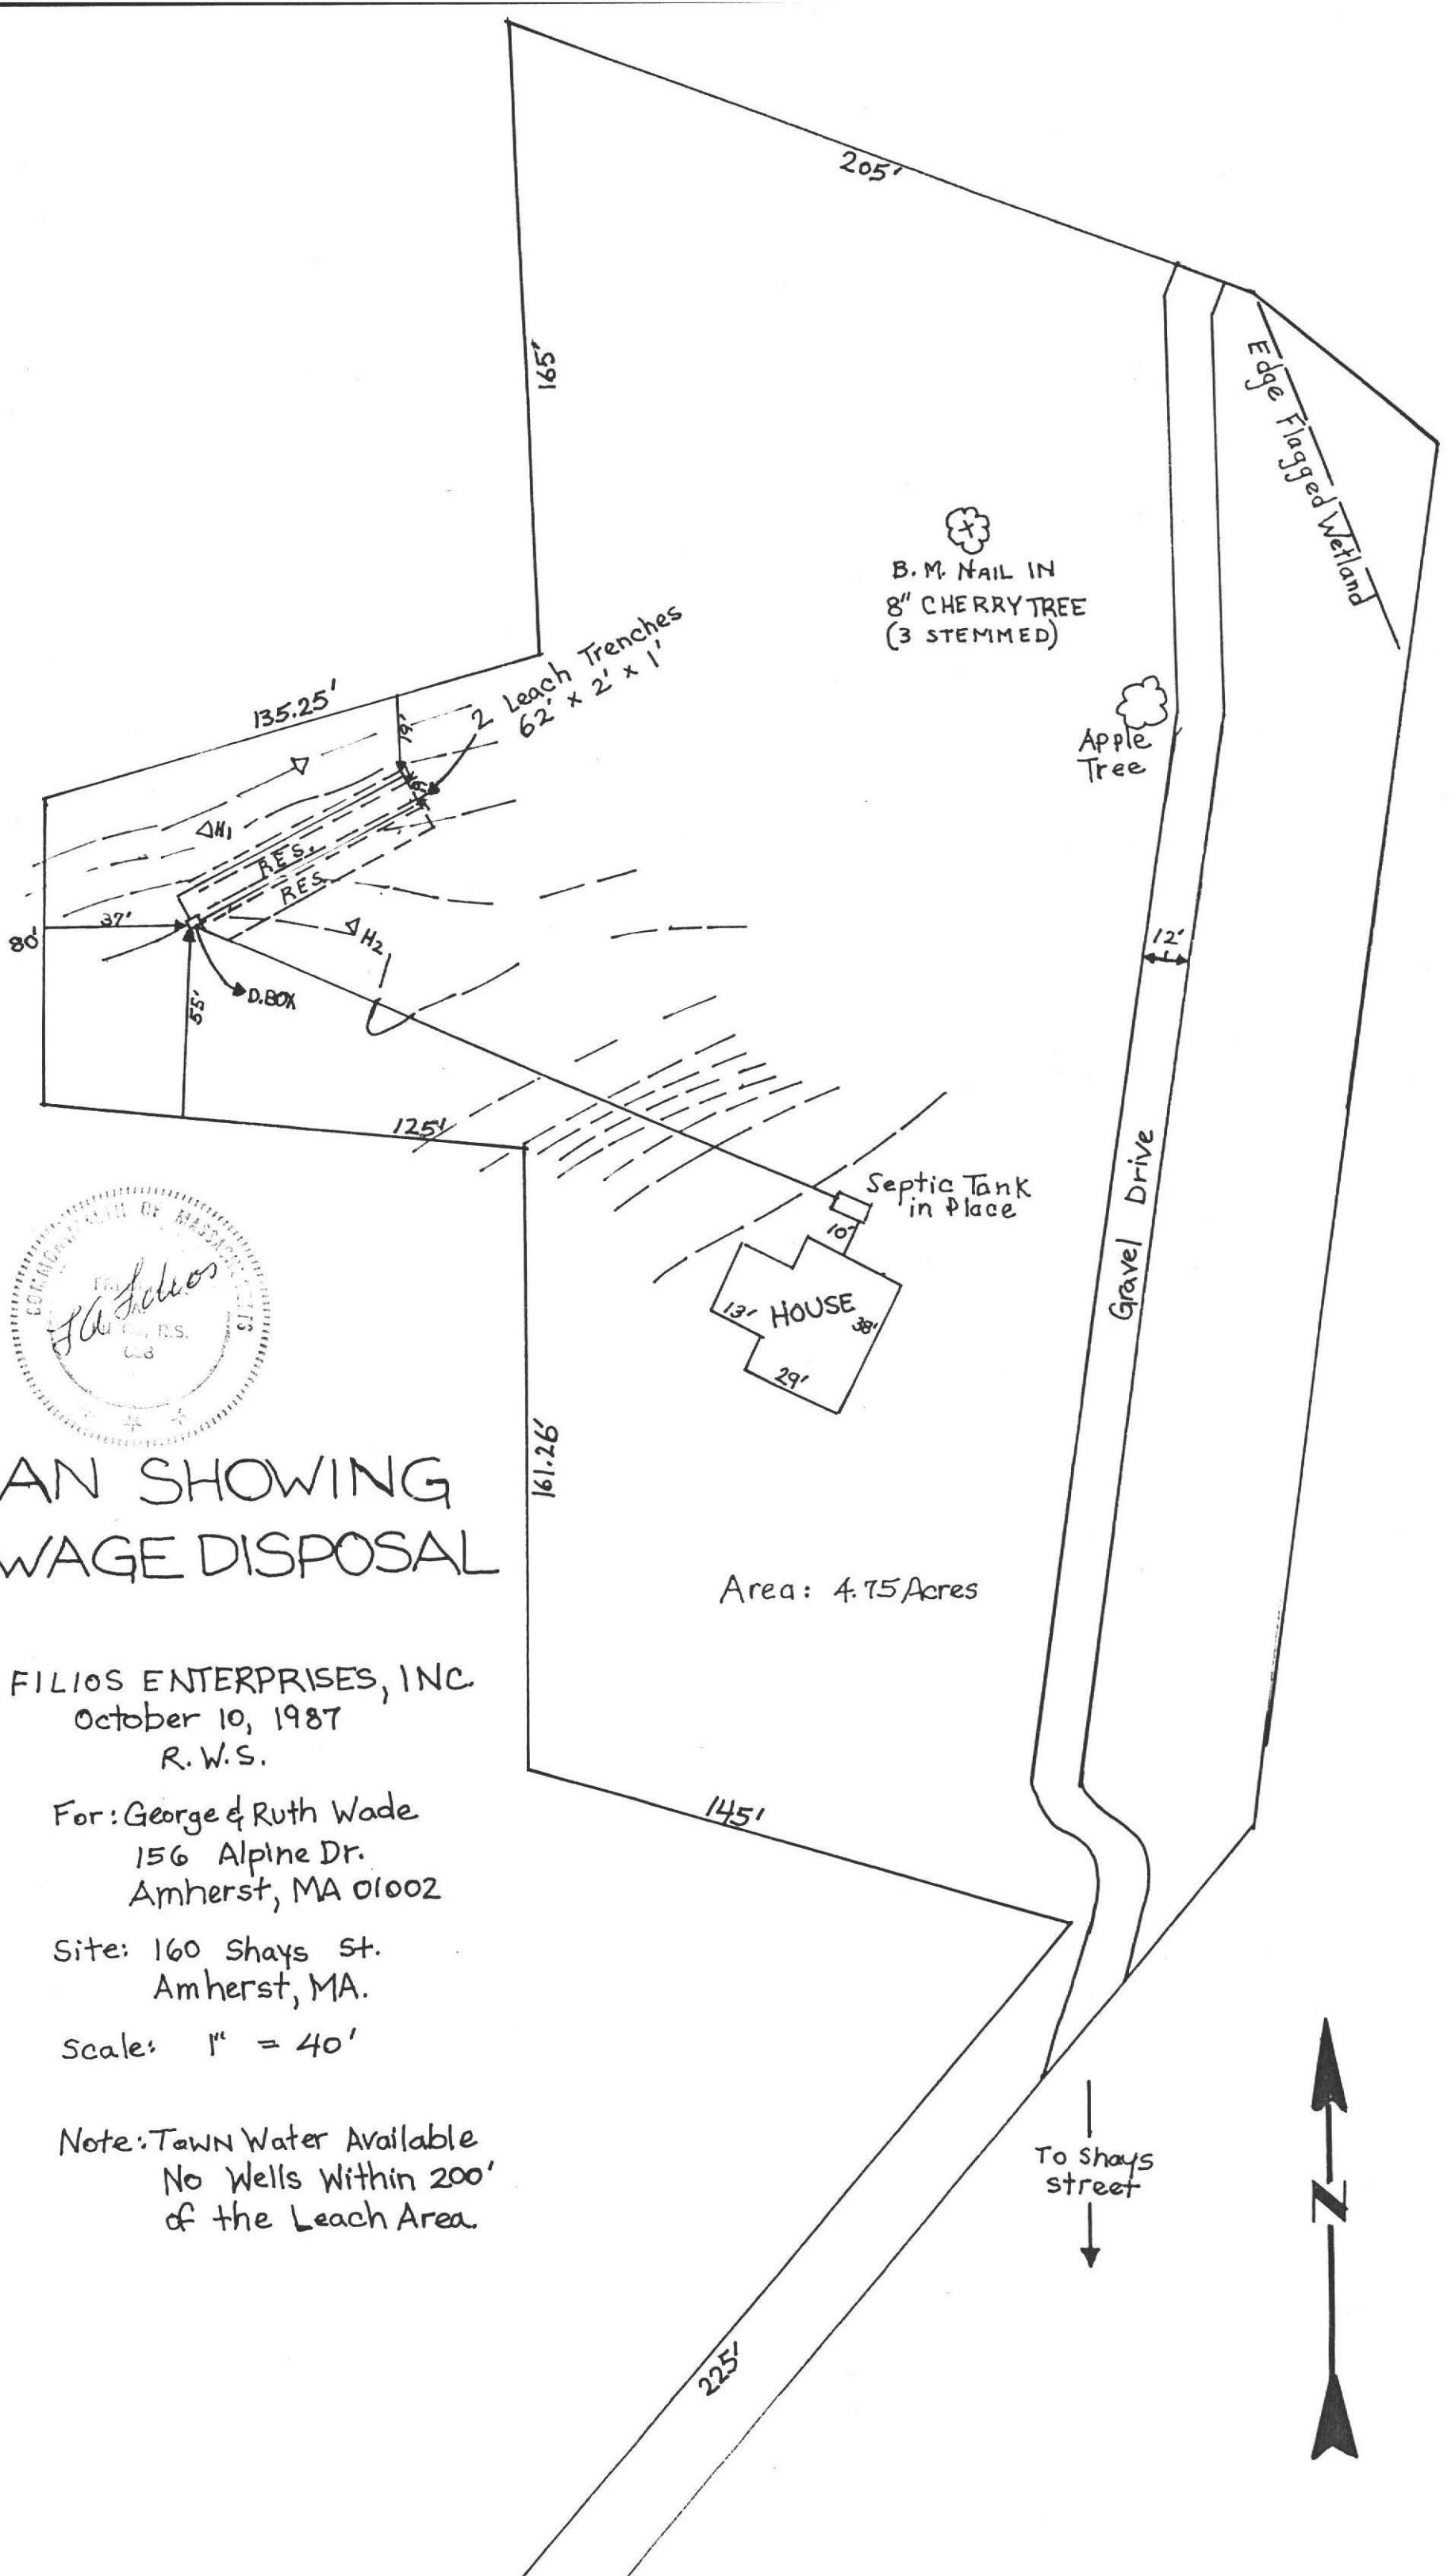 205'
165'
Edge Flagged Wetland
B.M. NAIL IN
8" CHERRY TREE
(3 STEMMED)
2 Leach Trenches
62' x 2' x 1'
135.25'
19'
Apple
Tree
H1
RES.
RES.
37'
80'
H2
12'
D.BOX
55'
125'
Gravel Drive
Septic Tank
in Place
10'
13'
HOUSE
38'
29'
COMMONWEALTH OF MASSACHUSETTS
R.S.
161.26'
AN SHOWING
WAGE DISPOSAL
Area: 4.75 Acres
FILIOS ENTERPRISES, INC.
October 10, 1987
R.W.S.
145'
For: George & Ruth Wade
156 Alpine Dr.
Amherst, MA 01002
Site: 160 Shays St.
Amherst, MA.
Scale: 1" = 40'
Note: Town Water Available
No Wells Within 200'
of the Leach Area.
To Shays
street
N
225'